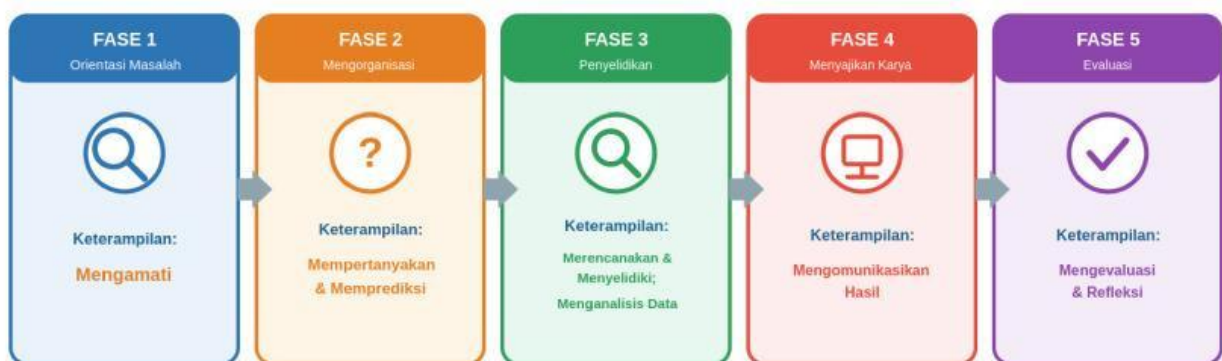 FASE 1
Orientasi Masalah
Keterampilan:
Mengamati
FASE 2
Mengorganisasi
?
Keterampilan:
Mempertanyakan
& Memprediksi
FASE 3
Penyelidikan
Keterampilan:
Merencanakan &
Menyelidiki;
Menganalisis Data
FASE 4
Menyajikan Karya
Keterampilan:
Mengomunikasikan
Hasil
FASE 5
Evaluasi
Keterampilan:
Mengevaluasi
& Refleksi